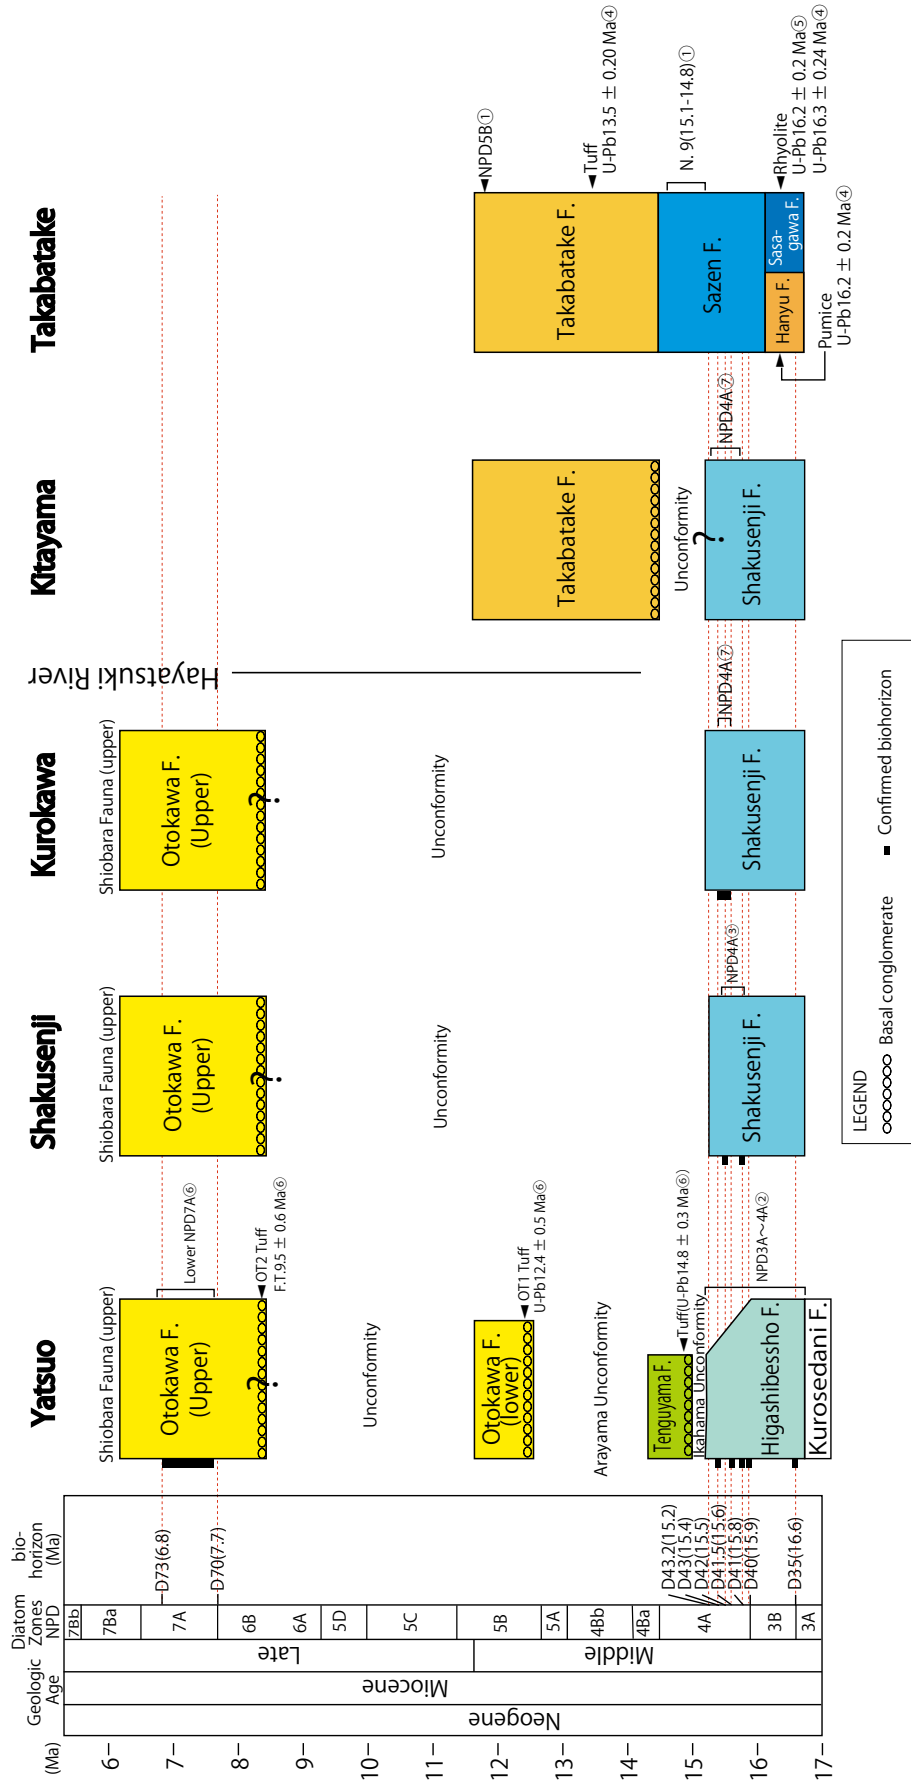 Yatsuo
Shakusenji
Kurokawa
Kitayama
Takabatake
(Ma)
Geologic
Age
Diatom
Zones
NPD
bio-
horizon
(Ma)
6
7
8
9
10
11
12
13
14
15
16
17
Neogene
Miocene
Late
Middle
7Bb
7Ba
7A
6B
6A
5D
5C
5B
5A
4Bb
4Ba
4A
3B
3A
D73(6.8)
D70(7.7)
D43.2(15.2)
D43(15.4)
D42(15.5)
D41.5(15.6)
D41(15.8)
D40(15.9)
D35(16.6)
Shiobara Fauna (upper)
Otokawa F.
(Upper)
?
Lower NPD7A⑥
OT2 Tuff
F.T.9.5 ± 0.6 Ma⑥
Unconformity
Otokawa F.
(lower)
OT1 Tuff
U-Pb12.4 ± 0.5 Ma⑥
Arayama Unconformity
Tenguyama F.
Tuff(U-Pb14.8 ± 0.3 Ma⑥)
Ikahama Unconformity
Higashibessho F.
NPD3A～4A②
Kurosedani F.
Shiobara Fauna (upper)
Otokawa F.
(Upper)
?
Unconformity
Shakusenji F.
NPD4A③
Shiobara Fauna (upper)
Otokawa F.
(Upper)
?
Unconformity
Shakusenji F.
NPD4A⑦
Hayatsuki River
Takabatake F.
Unconformity
?
Shakusenji F.
NPD4A⑦
Takabatake F.
NPD5B①
Tuff
U-Pb13.5 ± 0.20 Ma④
Sazen F.
N. 9(15.1-14.8)①
Hanyu F.
Sasa-
gawa F.
Rhyolite
U-Pb16.2 ± 0.2 Ma⑤
U-Pb16.3 ± 0.24 Ma④
Pumice
U-Pb16.2 ± 0.2 Ma④
LEGEND
Basal conglomerate
Confirmed biohorizon